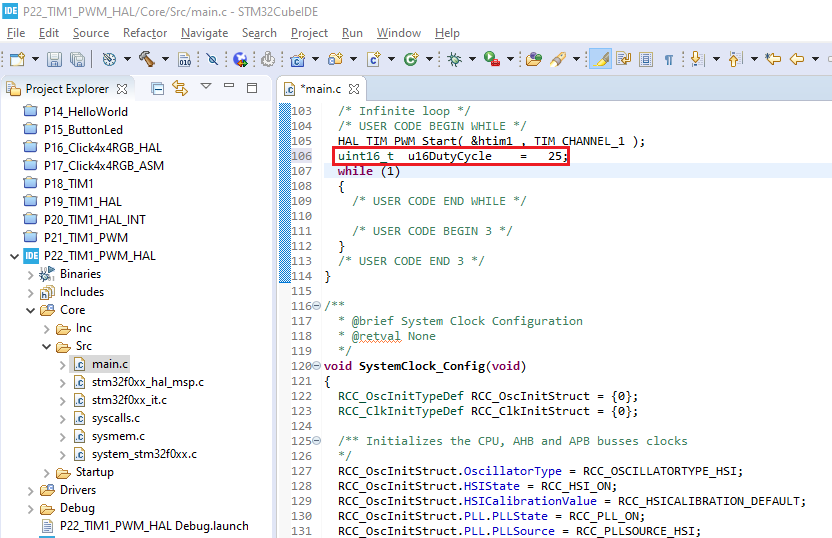 IDE P22_TIM1_PWM_HAL/Core/Src/main.c - STM32CubeIDE
File Edit Source Refactor Navigate Search Project Run Window Help
Project Explorer
P14_HelloWorld
P15_ButtonLed
P16_Click4x4RGB_HAL
P17_Click4x4RGB_ASM
P18_TIM1
P19_TIM1_HAL
P20_TIM1_HAL_INT
P21_TIM1_PWM
IDE P22_TIM1_PWM_HAL
Binaries
Includes
Core
Inc
Src
main.c
stm32f0xx_hal_msp.c
stm32f0xx_it.c
syscalls.c
sysmem.c
system_stm32f0xx.c
Startup
Drivers
Debug
P22_TIM1_PWM_HAL Debug.launch
*main.c
103 /* Infinite loop */
104 /* USER CODE BEGIN WHILE */
105 HAL_TIM_PWM_Start( &htim1 , TIM_CHANNEL_1 );
106 uint16_t u16DutyCycle = 25;
107 while (1)
108 {
109 /* USER CODE END WHILE */
110
111 /* USER CODE BEGIN 3 */
112 }
113 /* USER CODE END 3 */
114 }
115
116 /**
117 * @brief System Clock Configuration
118 * @retval None
119 */
120 void SystemClock_Config(void)
121 {
122 RCC_OscInitTypeDef RCC_OscInitStruct = {0};
123 RCC_ClkInitTypeDef RCC_ClkInitStruct = {0};
124
125 /** Initializes the CPU, AHB and APB busses clocks
126 */
127 RCC_OscInitStruct.OscillatorType = RCC_OSCILLATORTYPE_HSI;
128 RCC_OscInitStruct.HSIState = RCC_HSI_ON;
129 RCC_OscInitStruct.HSICalibrationValue = RCC_HSICALIBRATION_DEFAULT;
130 RCC_OscInitStruct.PLL.PLLState = RCC_PLL_ON;
131 RCC_OscInitStruct.PLL.PLLSource = RCC_PLLSOURCE_HSI;